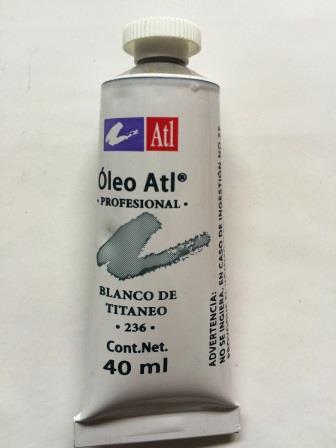 Atl
Óleo Atl®
• PROFESIONAL •
BLANCO DE
TITANEO
• 236 •
Cont.Net.
40 ml
ADVERTENCIA:
NO SE INGIERA, EN CASO DE INGESTIÓN NO SE